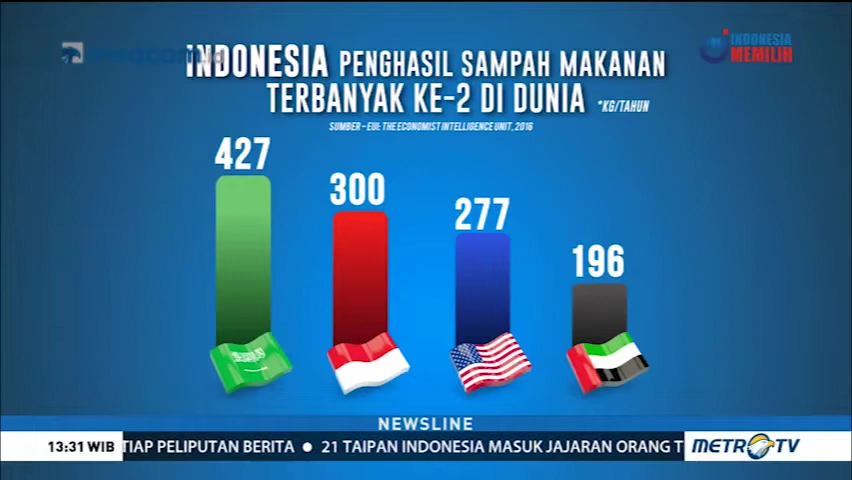 INDONESIA MEMILIH
INDONESIA PENGHASIL SAMPAH MAKANAN
TERBANYAK KE-2 DI DUNIA *KG/TAHUN
SUMBER - EUI: THE ECONOMIST INTELLIGENCE UNIT, 2016
427
300
277
196
NEWSLINE
13:31 WIB TIAP PELIPUTAN BERITA ● 21 TAIPAN INDONESIA MASUK JAJARAN ORANG T METRO TV